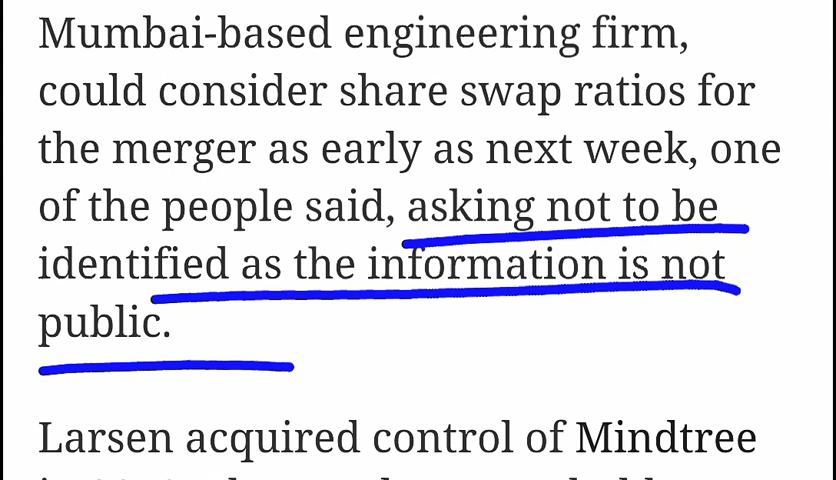 Mumbai-based engineering firm,
could consider share swap ratios for
the merger as early as next week, one
of the people said, asking not to be
identified as the information is not
public.
Larsen acquired control of Mindtree